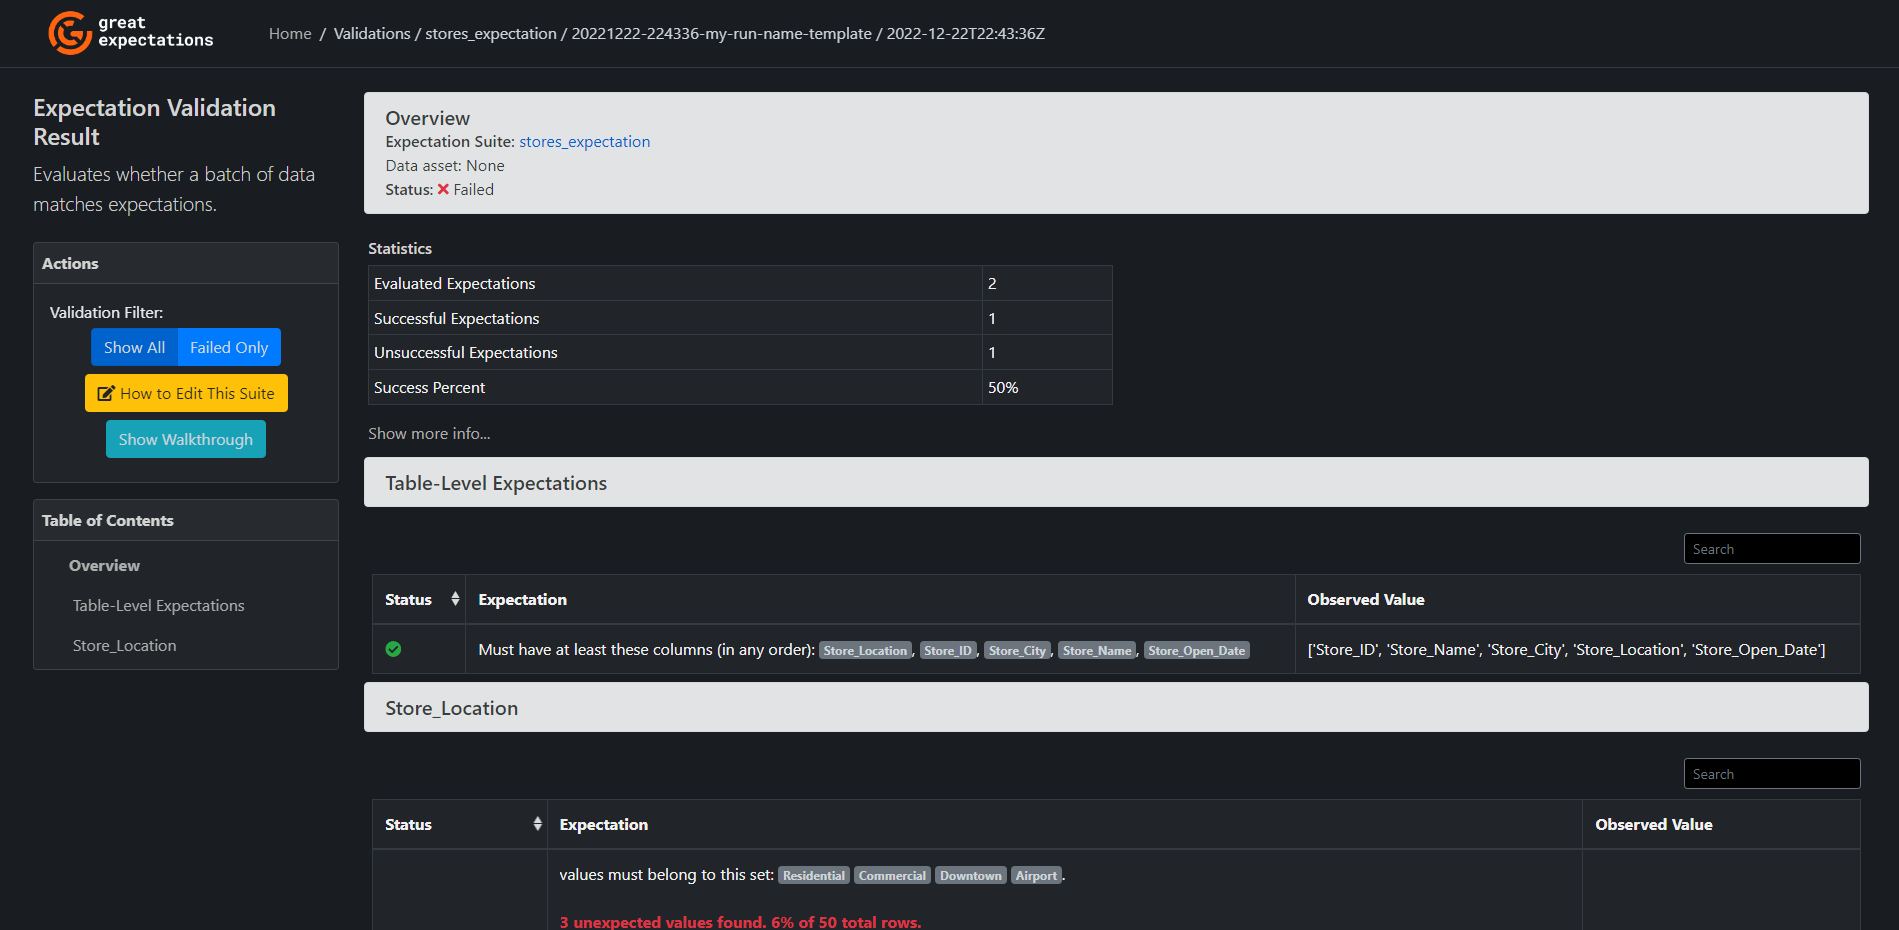 great
expectations
Home / Validations / stores_expectation / 20221222-224336-my-run-name-template / 2022-12-22T22:43:36Z
Expectation Validation
Result
Evaluates whether a batch of data
matches expectations.
Actions
Validation Filter:
Show All Failed Only
How to Edit This Suite
Show Walkthrough
Table of Contents
Overview
Table-Level Expectations
Store_Location
Overview
Expectation Suite: stores_expectation
Data asset: None
Status: Failed
Statistics
Evaluated Expectations 2
Successful Expectations 1
Unsuccessful Expectations 1
Success Percent 50%
Show more info...
Table-Level Expectations
Search
Status Expectation Observed Value
Must have at least these columns (in any order): Store_Location, Store_ID, Store_City, Store_Name, Store_Open_Date ['Store_ID', 'Store_Name', 'Store_City', 'Store_Location', 'Store_Open_Date']
Store_Location
Search
Status Expectation Observed Value
values must belong to this set: Residential Commercial Downtown Airport.
3 unexpected values found. 6% of 50 total rows.